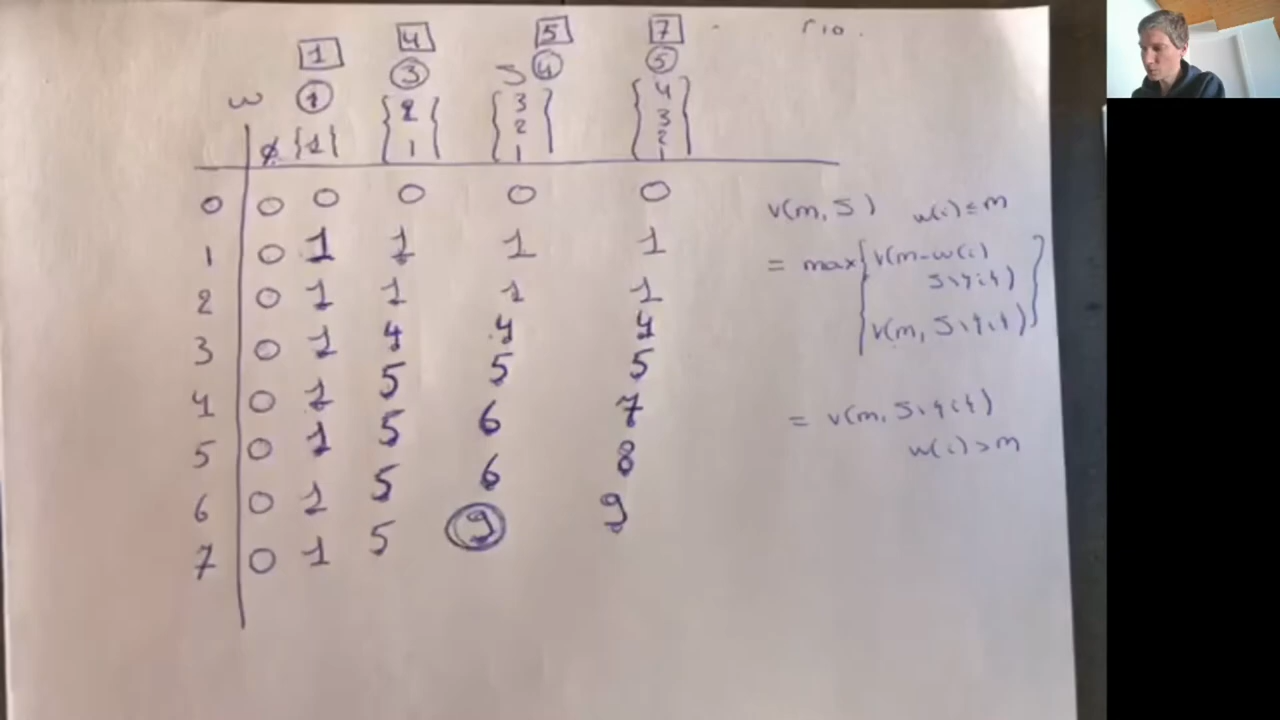 1 4 5 7 r10.
1 3 4 5
w ∅ {1} {2 1} S {3 2 1} {4 3 2 1}
0 0 0 0 0 0
1 0 1 1 1 1
2 0 1 1 1 1
3 0 1 4 4 4
4 0 1 5 5 5
5 0 1 5 6 7
6 0 1 5 6 8
7 0 1 5 9 9
v(m, S) w(i) ≤ m
= max { v(m-w(i)
S\{i})
v(m, S\{i}) }
= v(m, S\{i})
w(i) > m